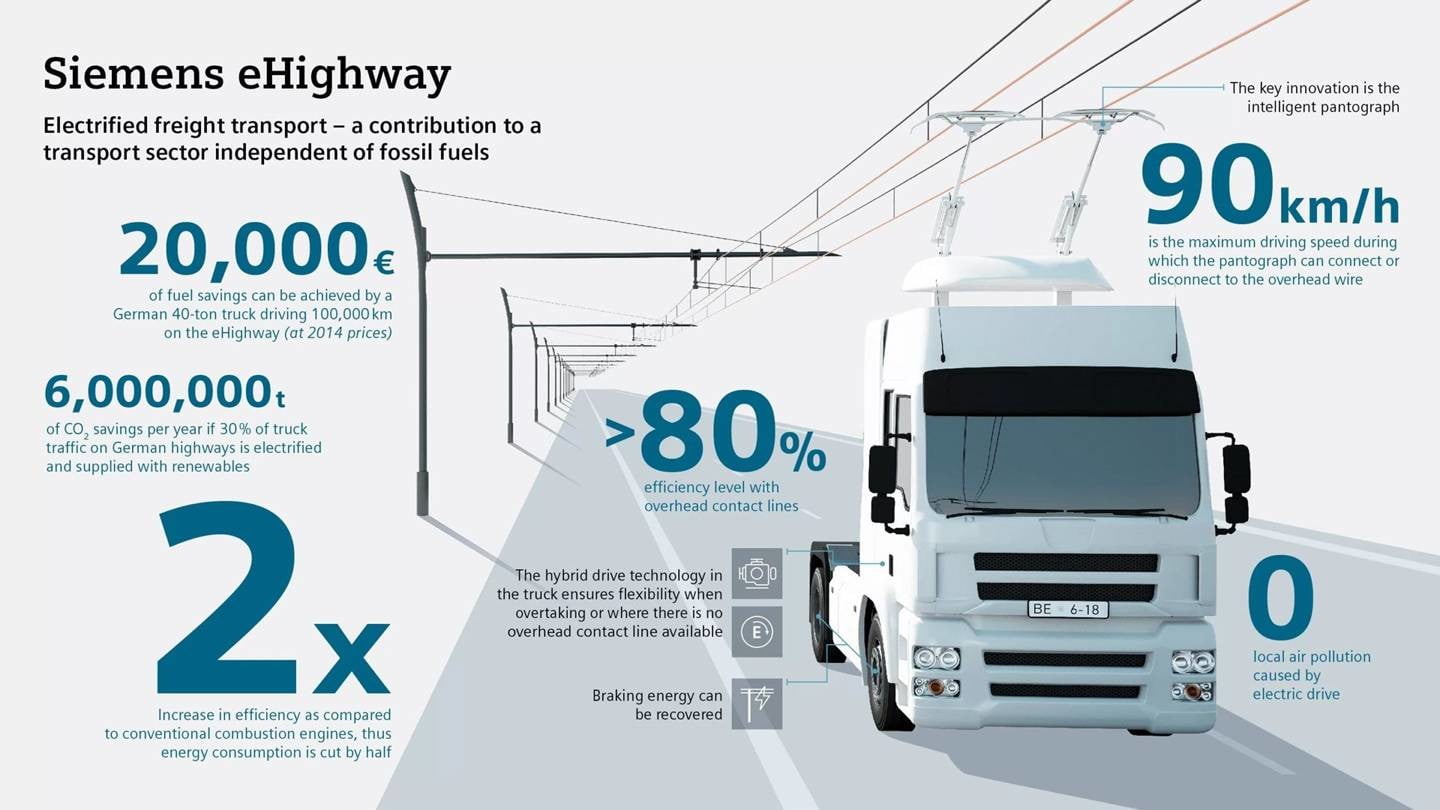 Siemens eHighway
Electrified freight transport – a contribution to a
transport sector independent of fossil fuels
20,000 €
of fuel savings can be achieved by a
German 40-ton truck driving 100,000 km
on the eHighway (at 2014 prices)
6,000,000 t
of CO₂ savings per year if 30% of truck
traffic on German highways is electrified
and supplied with renewables
2x
Increase in efficiency as compared
to conventional combustion engines, thus
energy consumption is cut by half
>80%
efficiency level with
overhead contact lines
The hybrid drive technology in
the truck ensures flexibility when
overtaking or where there is no
overhead contact line available
E
Braking energy can
be recovered
The key innovation is the
intelligent pantograph
90 km/h
is the maximum driving speed during
which the pantograph can connect or
disconnect to the overhead wire
BE 6-18
0
local air pollution
caused by
electric drive